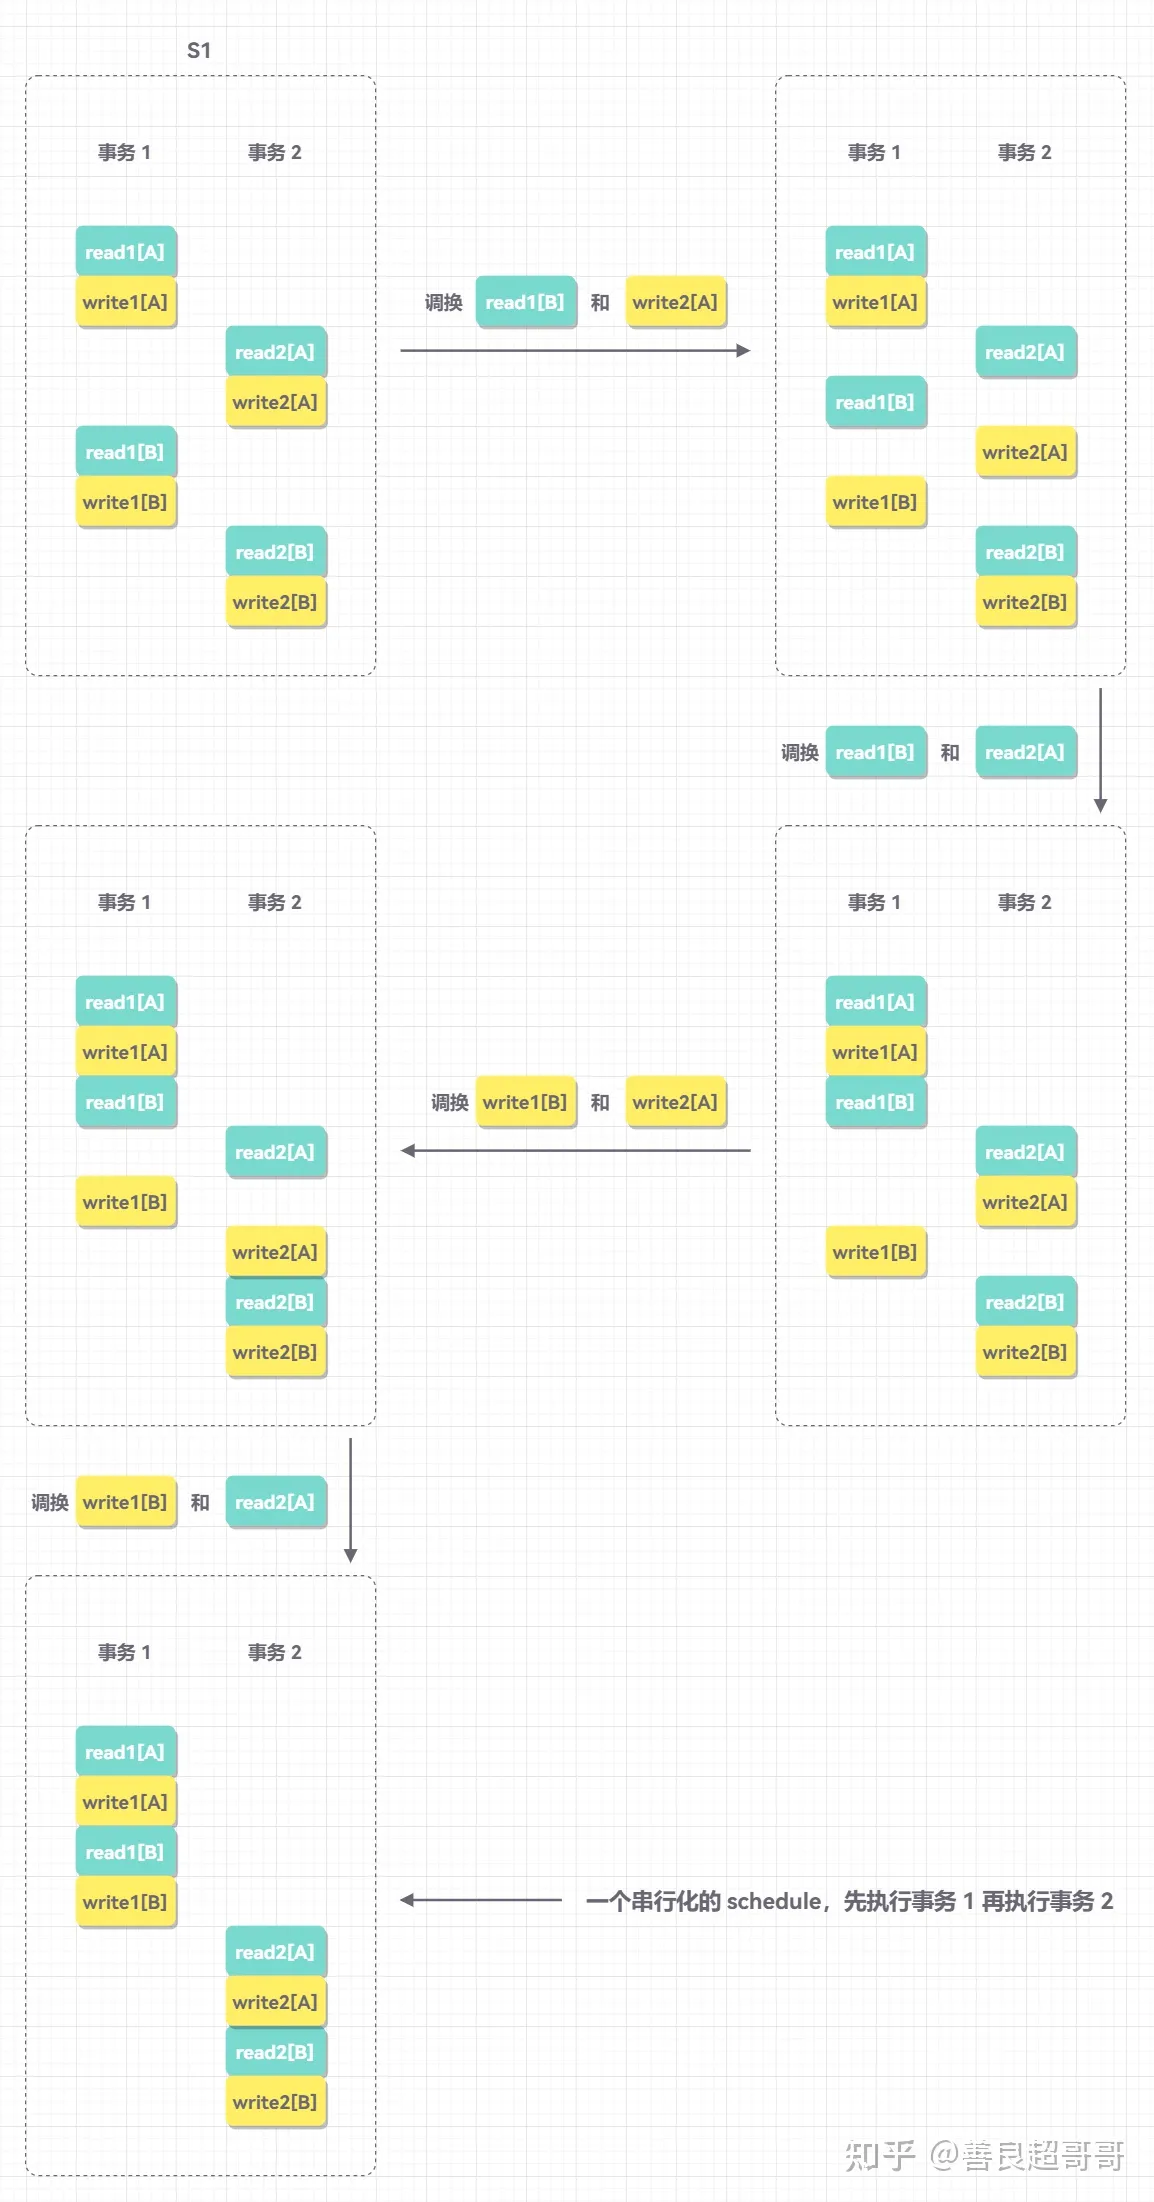 S1
事务 1 事务 2
read1[A]
write1[A]
read2[A]
write2[A]
read1[B]
write1[B]
read2[B]
write2[B]
调换 read1[B] 和 write2[A]
事务 1 事务 2
read1[A]
write1[A]
read2[A]
read1[B]
write2[A]
write1[B]
read2[B]
write2[B]
调换 read1[B] 和 read2[A]
事务 1 事务 2
read1[A]
write1[A]
read1[B]
read2[A]
write2[A]
write1[B]
read2[B]
write2[B]
调换 write1[B] 和 write2[A]
事务 1 事务 2
read1[A]
write1[A]
read1[B]
read2[A]
write1[B]
write2[A]
read2[B]
write2[B]
调换 write1[B] 和 read2[A]
事务 1 事务 2
read1[A]
write1[A]
read1[B]
write1[B]
read2[A]
write2[A]
read2[B]
write2[B]
一个串行化的 schedule，先执行事务 1 再执行事务 2
知乎 @善良超哥哥